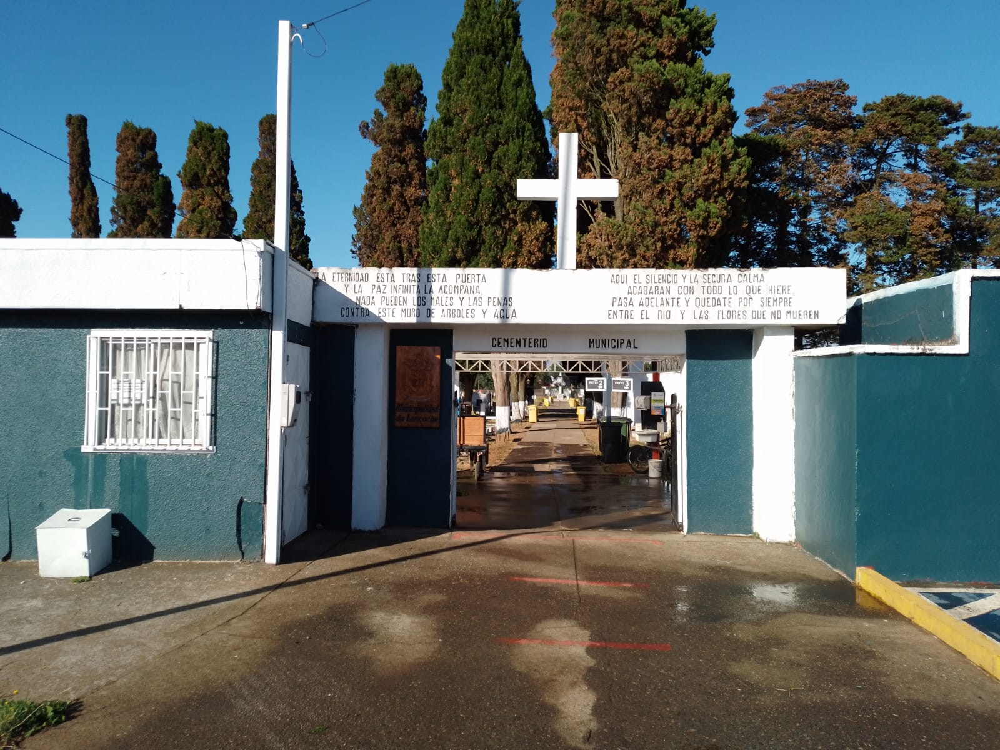 LA ETERNIDAD ESTA TRAS ESTA PUERTA
Y LA PAZ INFINITA LA ACOMPAÑA,
NADA PUEDEN LOS MALES Y LAS PENAS
CONTRA ESTE MURO DE ARBOLES Y AGUA
AQUI EL SILENCIO Y LA SEGURA CALMA
ACABARAN CON TODO LO QUE HIERE,
PASA ADELANTE Y QUEDATE POR SIEMPRE
ENTRE EL RIO Y LAS FLORES QUE NO MUEREN
CEMENTERIO MUNICIPAL
Municipalidad
de Loncoche
PATIO 2
PATIO 3